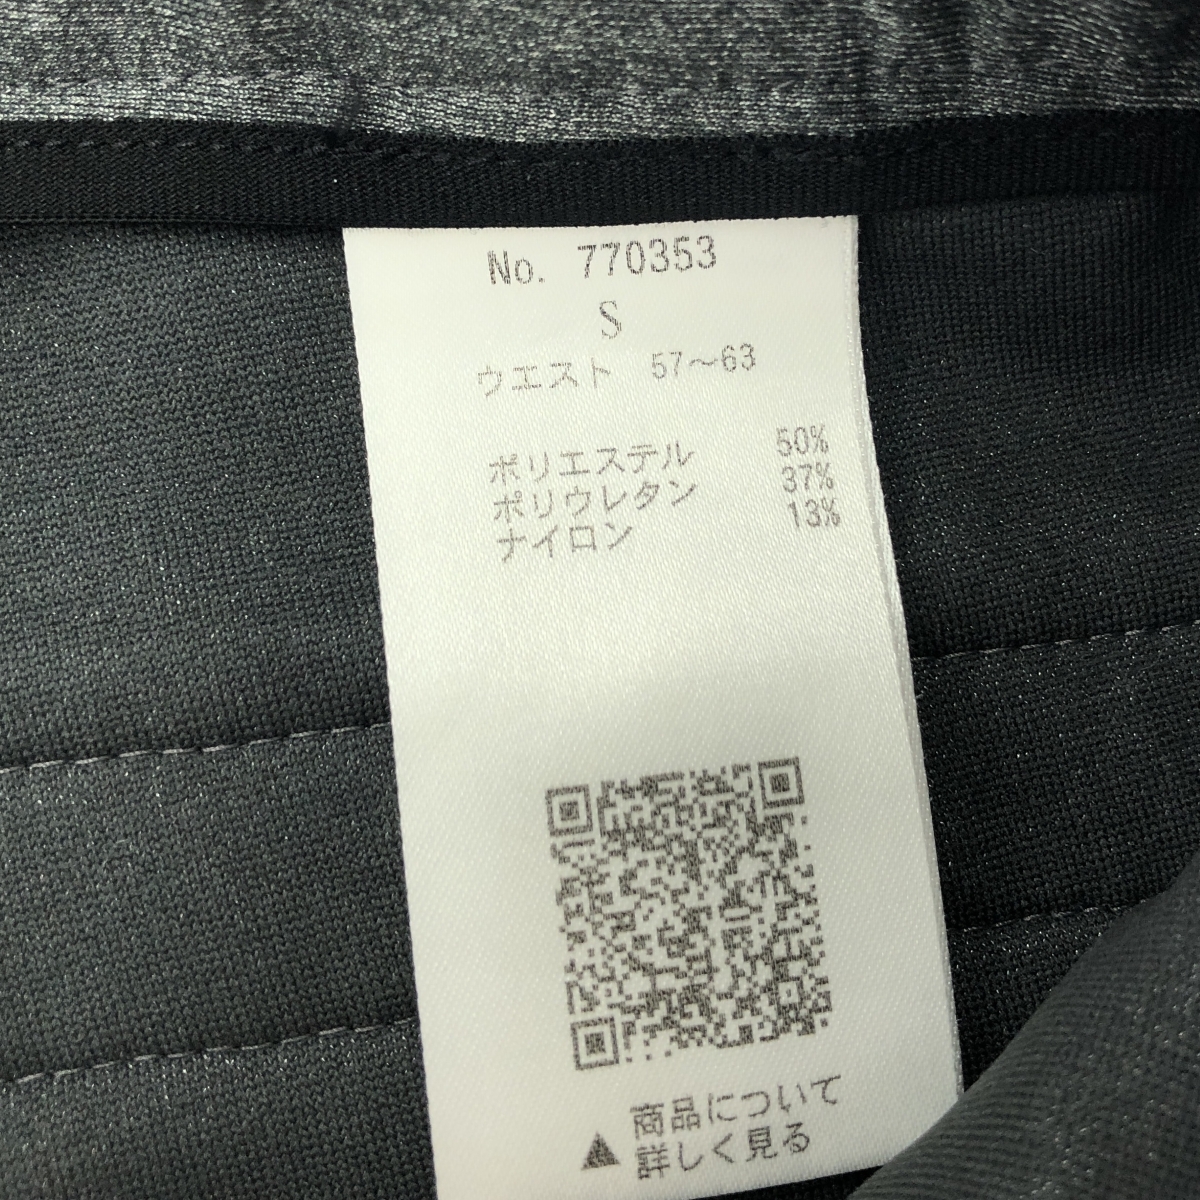 No. 770353
S
ウエスト 57～63
ポリエステル 50%
ポリウレタン 37%
ナイロン 13%
商品について
▲ 詳しく見る